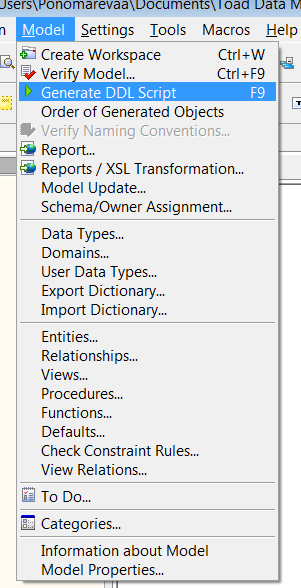 Users\Ponomarevaa\Documents\Toad Data M
n Model Settings Tools Macros Help
Create Workspace Ctrl+W
Verify Model... Ctrl+F9
Generate DDL Script F9
Order of Generated Objects
Verify Naming Conventions...
Report...
Reports / XSL Transformation...
Model Update...
Schema/Owner Assignment...
Data Types...
Domains...
User Data Types...
Export Dictionary...
Import Dictionary...
Entities...
Relationships...
Views...
Procedures...
Functions...
Defaults...
Check Constraint Rules...
View Relations...
To Do...
Categories...
Information about Model
Model Properties...